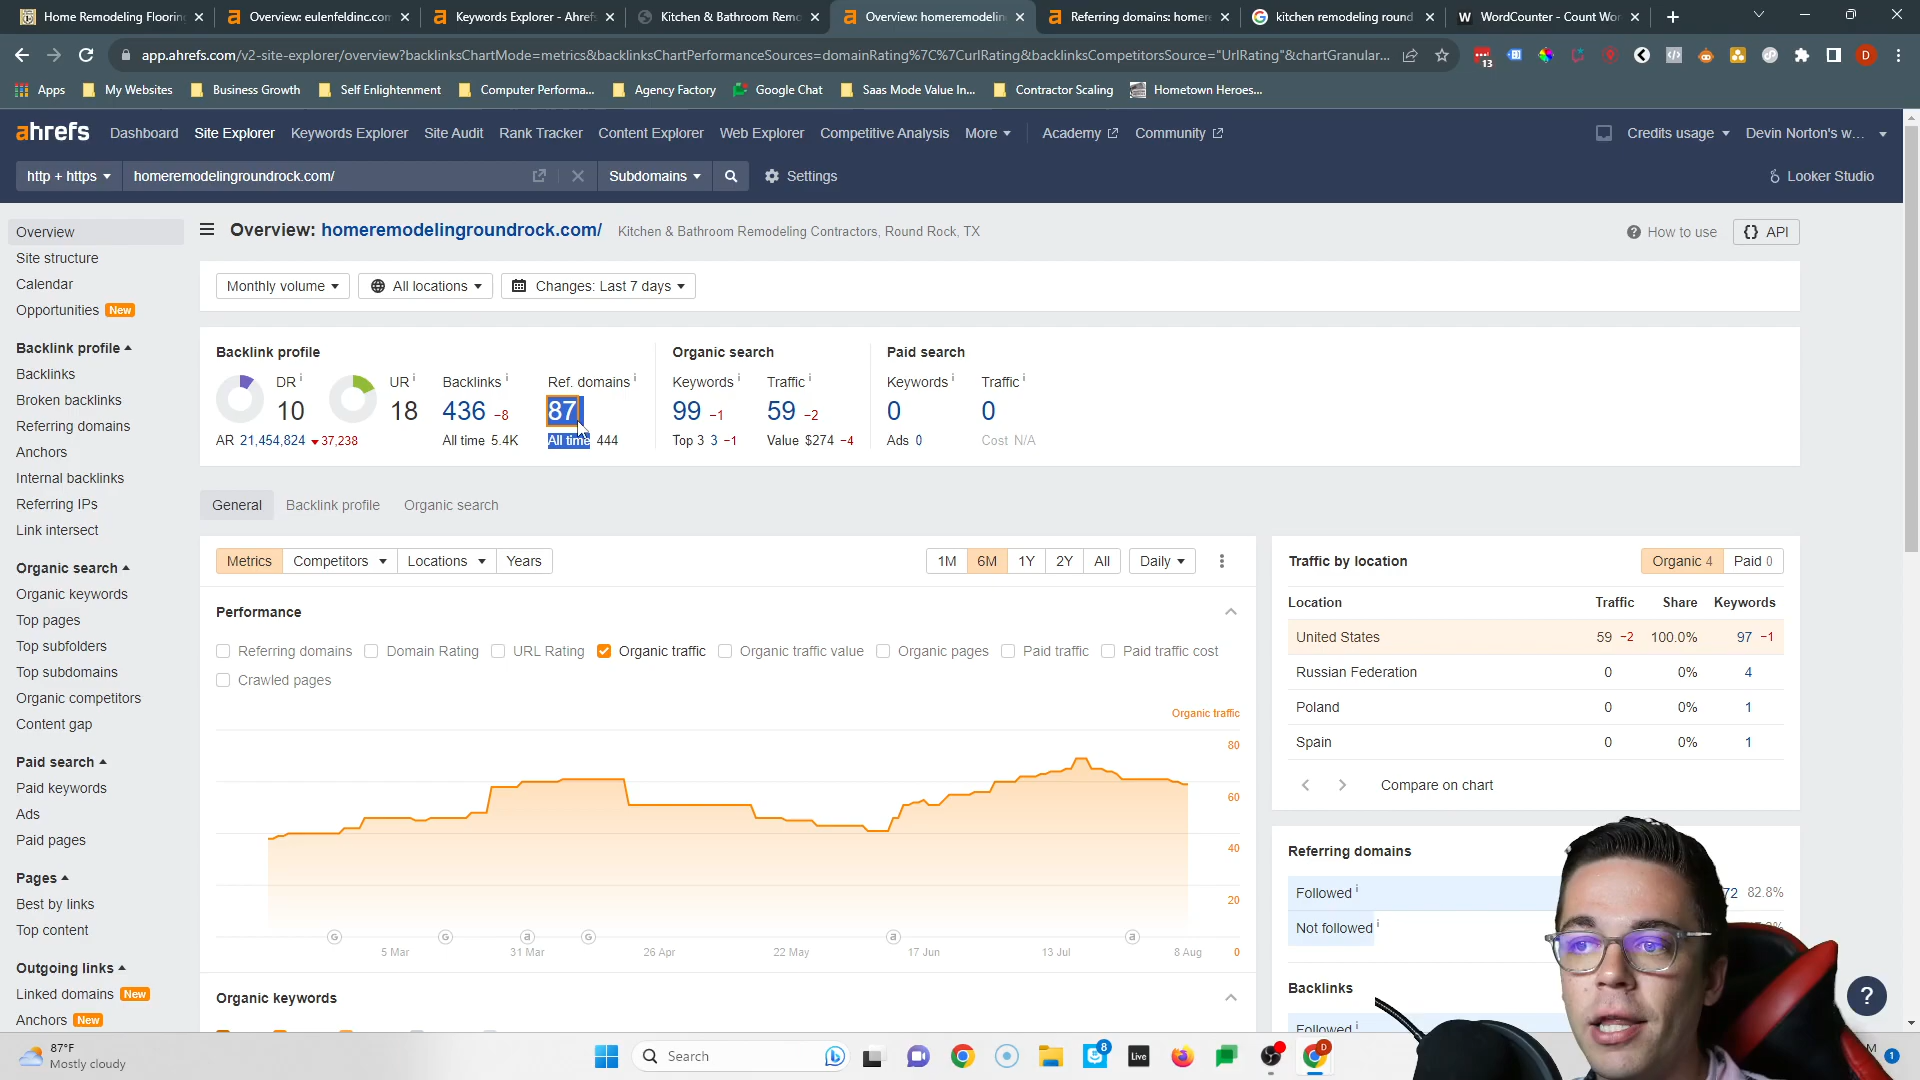 Home Remodeling Floorin
Overview: eulenfeldinc.com
Keywords Explorer - Ahrefs
Kitchen & Bathroom Remo
Overview: homeremodelin
Referring domains: homer
kitchen remodeling round
WordCounter - Count Wor
app.ahrefs.com/v2-site-explorer/overview?backlinksChartMode=metrics&backlinksChartPerformanceSources=domainRating%7C%7CurlRating&backlinksCompetitorsSource="UrlRating"&chartGranular...
13
D
Apps My Websites Business Growth Self Enlightenment Computer Performa... Agency Factory Google Chat Saas Mode Value In... Contractor Scaling Hometown Heroes...
ahrefs Dashboard Site Explorer Keywords Explorer Site Audit Rank Tracker Content Explorer Web Explorer Competitive Analysis More Academy Community Credits usage Devin Norton's w...
http + https homeremodelingroundrock.com/ Subdomains Settings Looker Studio
Overview
Site structure
Calendar
Opportunities New
Backlink profile
Backlinks
Broken backlinks
Referring domains
Anchors
Internal backlinks
Referring IPs
Link intersect
Organic search
Organic keywords
Top pages
Top subfolders
Top subdomains
Organic competitors
Content gap
Paid search
Paid keywords
Ads
Paid pages
Pages
Best by links
Top content
Outgoing links
Linked domains New
Anchors New
Overview: homeremodelingroundrock.com/ Kitchen & Bathroom Remodeling Contractors, Round Rock, TX How to use {} API
Monthly volume All locations Changes: Last 7 days
Backlink profile
DR UR Backlinks Ref. domains
10 18 436 -8 87
AR 21,454,824 37,238 All time 5.4K All time 444
Organic search
Keywords Traffic
99 -1 59 -2
Top 3 3 -1 Value $274 -4
Paid search
Keywords Traffic
0 0
Ads 0 Cost N/A
General Backlink profile Organic search
Metrics Competitors Locations Years 1M 6M 1Y 2Y All Daily
Performance
Referring domains Domain Rating URL Rating Organic traffic Organic traffic value Organic pages Paid traffic Paid traffic cost
Crawled pages
Organic traffic
80
60
40
20
0
G G a G a a
5 Mar 31 Mar 26 Apr 22 May 17 Jun 13 Jul 8 Aug
Organic keywords
Traffic by location Organic 4 Paid 0
Location Traffic Share Keywords
United States 59 -2 100.0% 97 -1
Russian Federation 0 0% 4
Poland 0 0% 1
Spain 0 0% 1
Compare on chart
Referring domains
Followed 72 82.8%
Not followed
Backlinks
Followed
?
87°F
Mostly cloudy
Search
8
Live
D
M
1